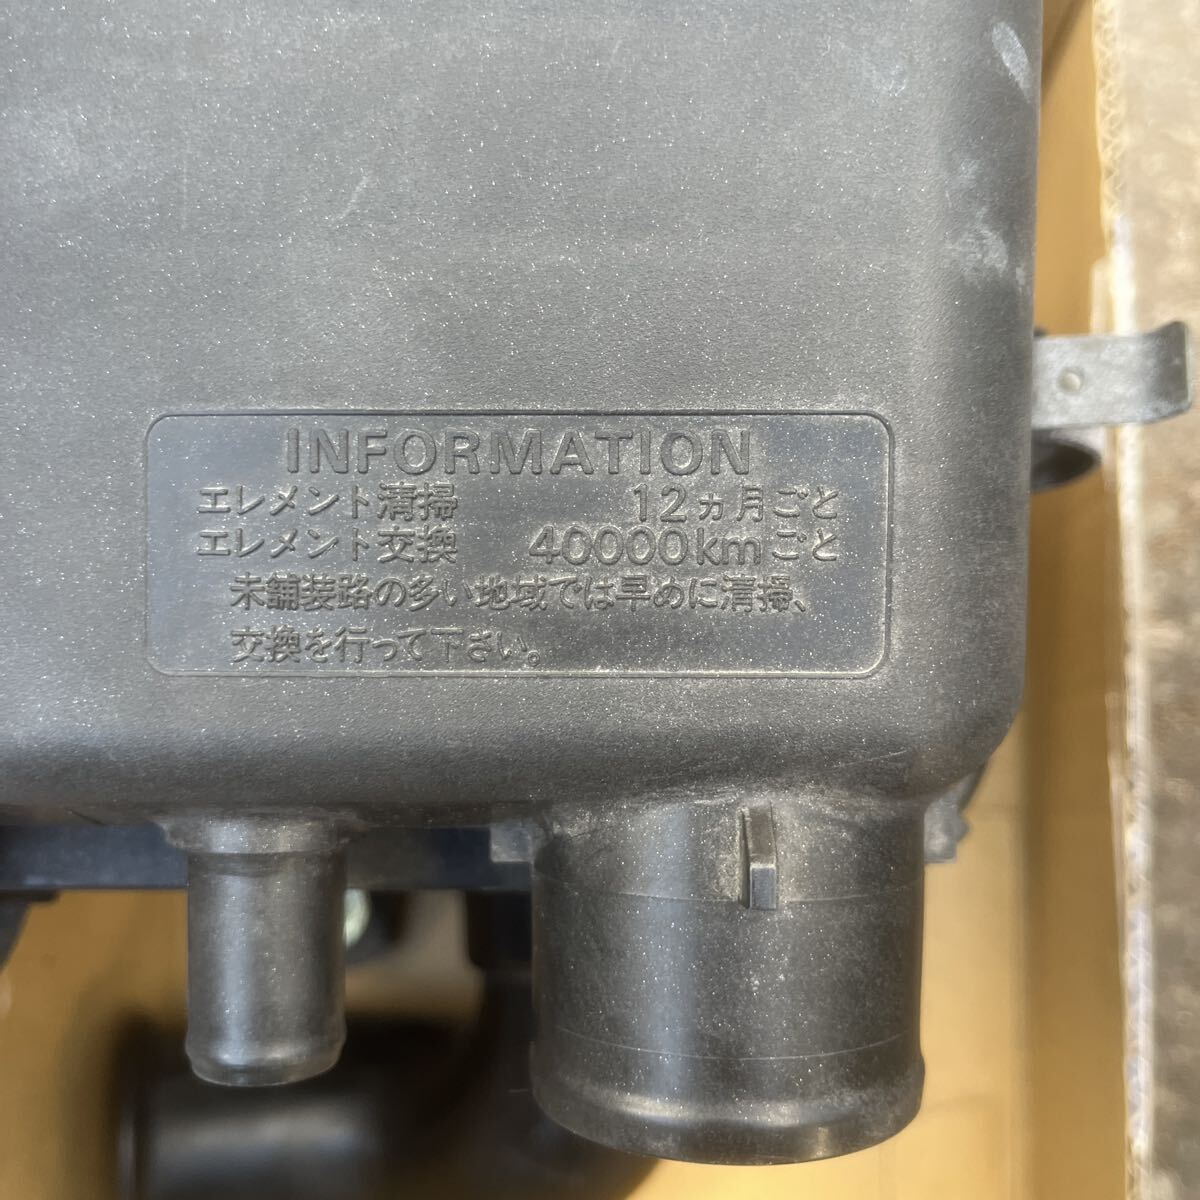 INFORMATION
エレメント清掃 12ヵ月ごと
エレメント交換 40000kmごと
未舗装路の多い地域では早めに清掃、
交換を行って下さい。